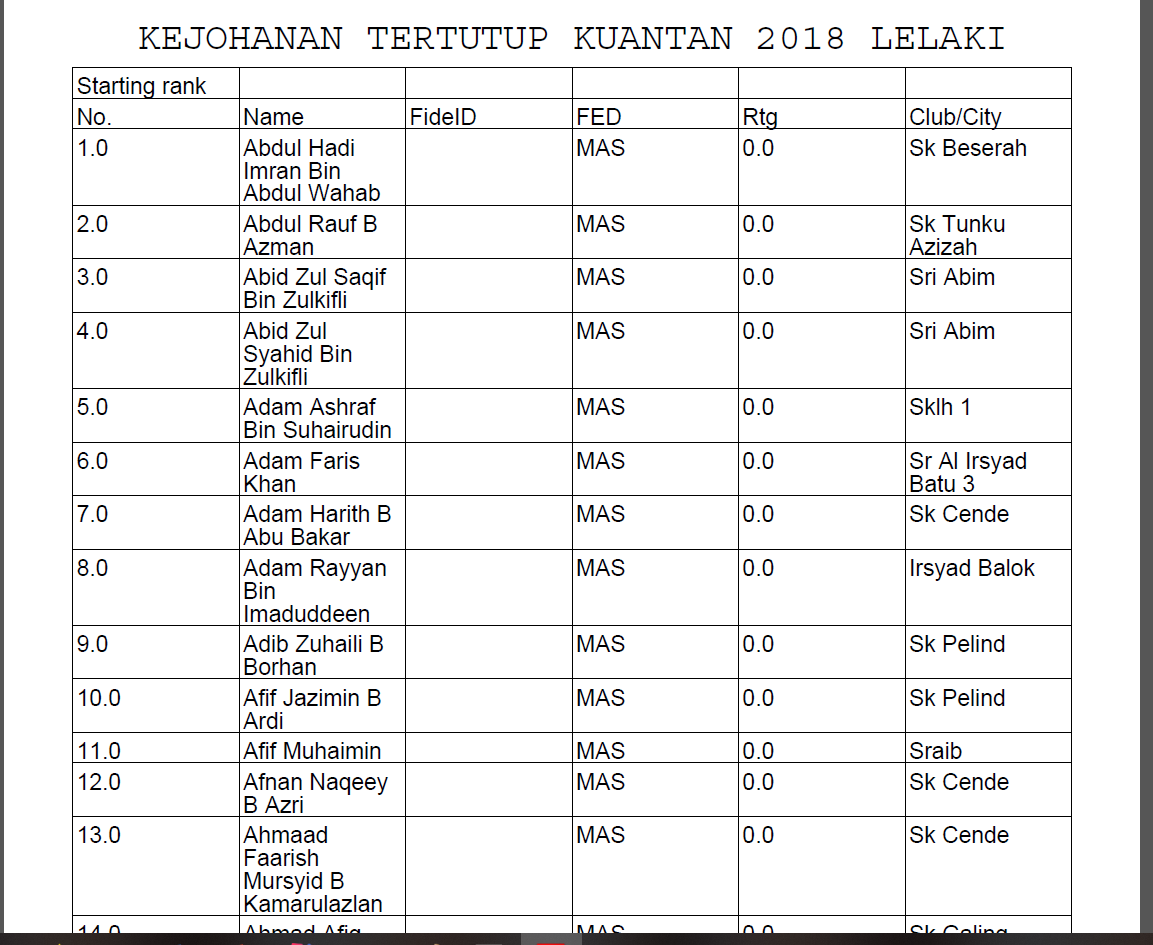 KEJOHANAN TERTUTUP KUANTAN 2018 LELAKI
Starting rank
No. Name FideID FED Rtg Club/City
1.0 Abdul Hadi MAS 0.0 Sk Beserah
Imran Bin
Abdul Wahab
2.0 Abdul Rauf B MAS 0.0 Sk Tunku
Azman Azizah
3.0 Abid Zul Saqif MAS 0.0 Sri Abim
Bin Zulkifli
4.0 Abid Zul MAS 0.0 Sri Abim
Syahid Bin
Zulkifli
5.0 Adam Ashraf MAS 0.0 Sklh 1
Bin Suhairudin
6.0 Adam Faris MAS 0.0 Sr Al Irsyad
Khan Batu 3
7.0 Adam Harith B MAS 0.0 Sk Cende
Abu Bakar
8.0 Adam Rayyan MAS 0.0 Irsyad Balok
Bin
Imaduddeen
9.0 Adib Zuhaili B MAS 0.0 Sk Pelind
Borhan
10.0 Afif Jazimin B MAS 0.0 Sk Pelind
Ardi
11.0 Afif Muhaimin MAS 0.0 Sraib
12.0 Afnan Naqeey MAS 0.0 Sk Cende
B Azri
13.0 Ahmaad MAS 0.0 Sk Cende
Faarish
Mursyid B
Kamarulazlan
14.0 Ahmad Afiq MAS 0.0 Sk Galing